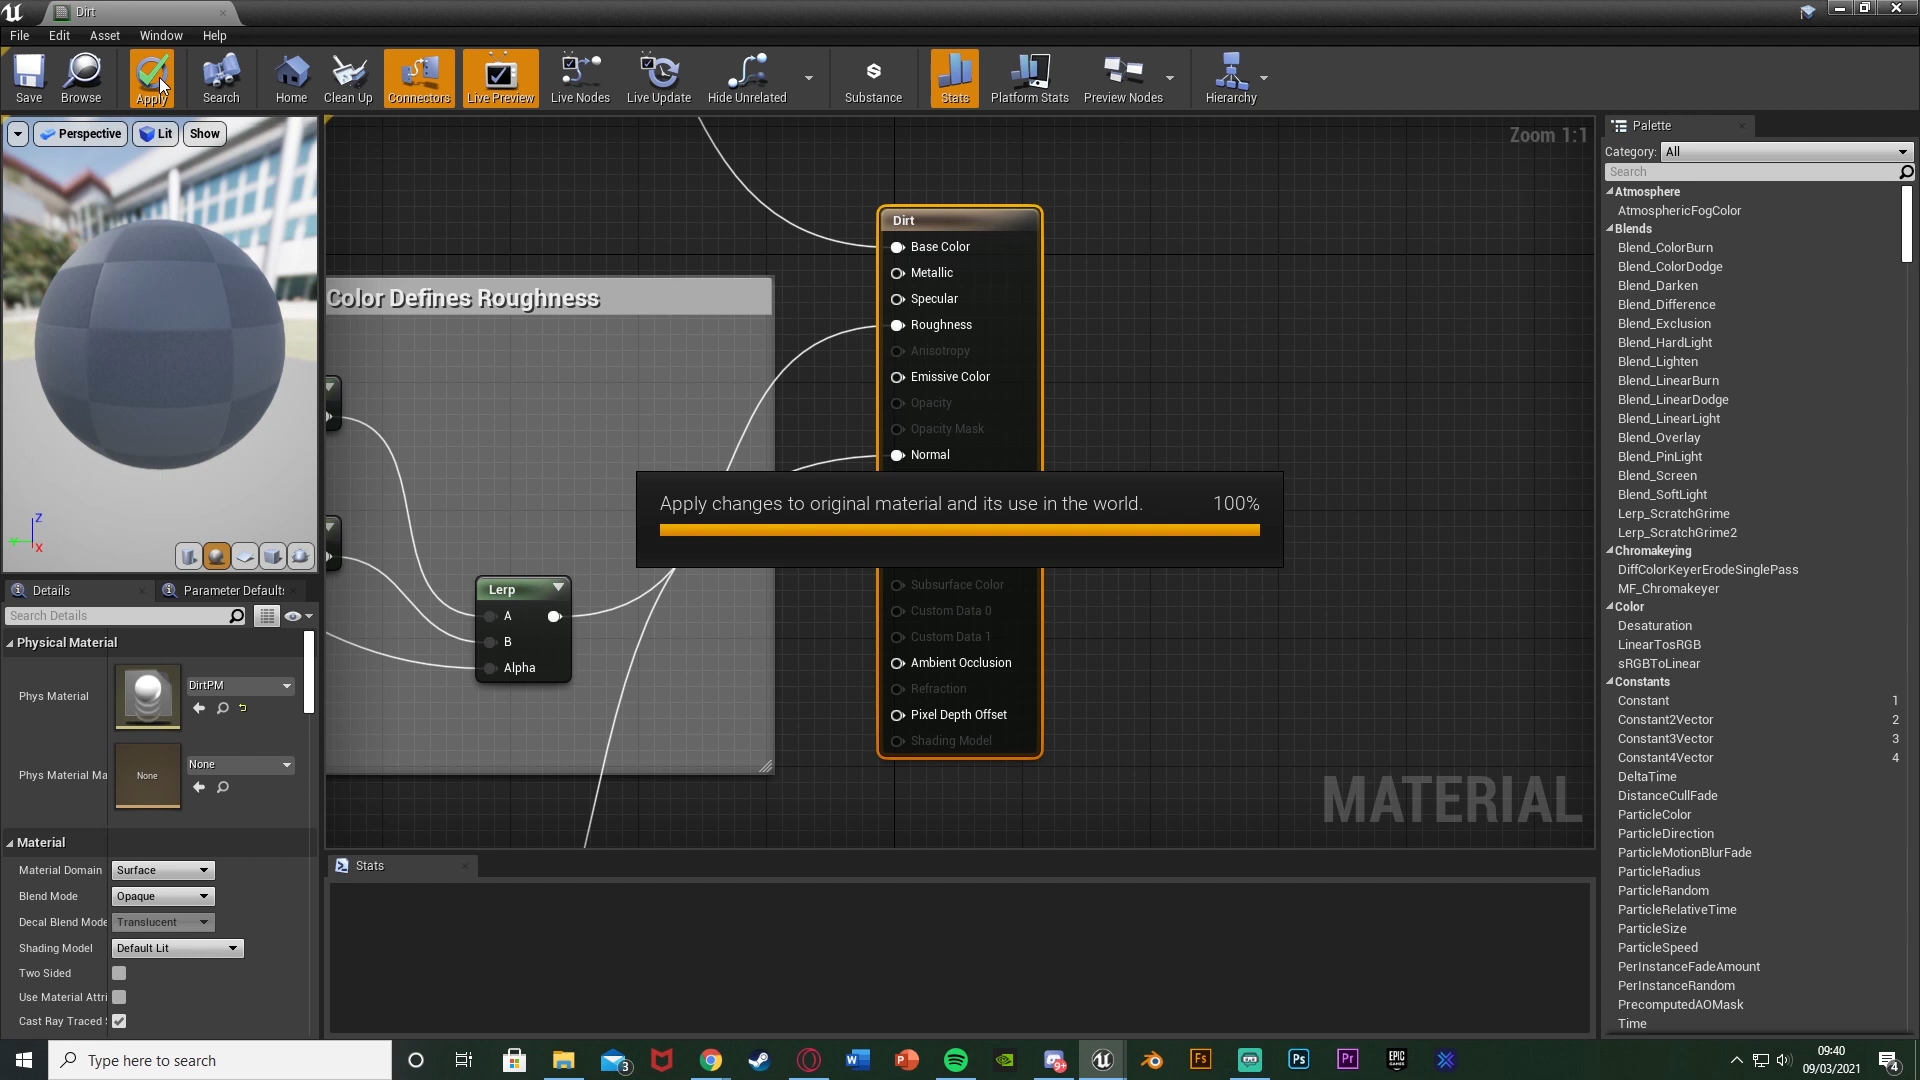 Dirt
File Edit Asset Window Help
Save Browse Apply Search Home Clean Up Connectors Live Preview Live Nodes Live Update Hide Unrelated Substance Stats Platform Stats Preview Nodes Hierarchy
Perspective Lit Show
Zoom 1:1
Z
Y
X
Color Defines Roughness
Lerp
A
B
Alpha
Dirt
Base Color
Metallic
Specular
Roughness
Anisotropy
Emissive Color
Opacity
Opacity Mask
Normal
Apply changes to original material and its use in the world. 100%
Subsurface Color
Custom Data 0
Custom Data 1
Ambient Occlusion
Refraction
Pixel Depth Offset
Shading Model
MATERIAL
Details Parameter Default
Search Details
Physical Material
Phys Material DirtPM
Phys Material Ma None None
Material
Material Domain Surface
Blend Mode Opaque
Decal Blend Mode Translucent
Shading Model Default Lit
Two Sided
Use Material Attri
Cast Ray Traced
Stats
Palette
Category: All
Search
Atmosphere
AtmosphericFogColor
Blends
Blend_ColorBurn
Blend_ColorDodge
Blend_Darken
Blend_Difference
Blend_Exclusion
Blend_HardLight
Blend_Lighten
Blend_LinearBurn
Blend_LinearDodge
Blend_LinearLight
Blend_Overlay
Blend_PinLight
Blend_Screen
Blend_SoftLight
Lerp_ScratchGrime
Lerp_ScratchGrime2
Chromakeying
DiffColorKeyerErodeSinglePass
MF_Chromakeyer
Color
Desaturation
LinearTosRGB
sRGBToLinear
Constants
Constant 1
Constant2Vector 2
Constant3Vector 3
Constant4Vector 4
DeltaTime
DistanceCullFade
ParticleColor
ParticleDirection
ParticleMotionBlurFade
ParticleRadius
ParticleRandom
ParticleRelativeTime
ParticleSize
ParticleSpeed
PerInstanceFadeAmount
PerInstanceRandom
PrecomputedAOMask
Time
Type here to search
3
W
P
9+
Fs
Ps
Pr
EPIC GAMES
09:40
09/03/2021
4